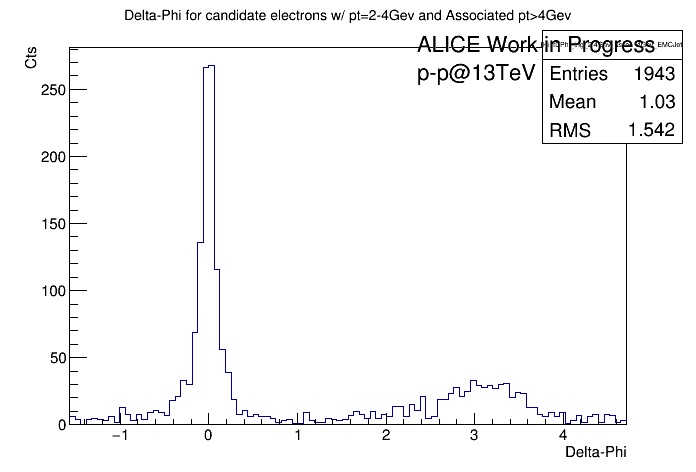 Delta-Phi for candidate electrons w/ pt=2-4Gev and Associated pt>4Gev
ALICE Work in Progress
p-p@13TeV
EMCJet
Entries 1943
Mean 1.03
RMS 1.542
Cts
250
200
150
100
50
0
−1 0 1 2 3 4
Delta-Phi